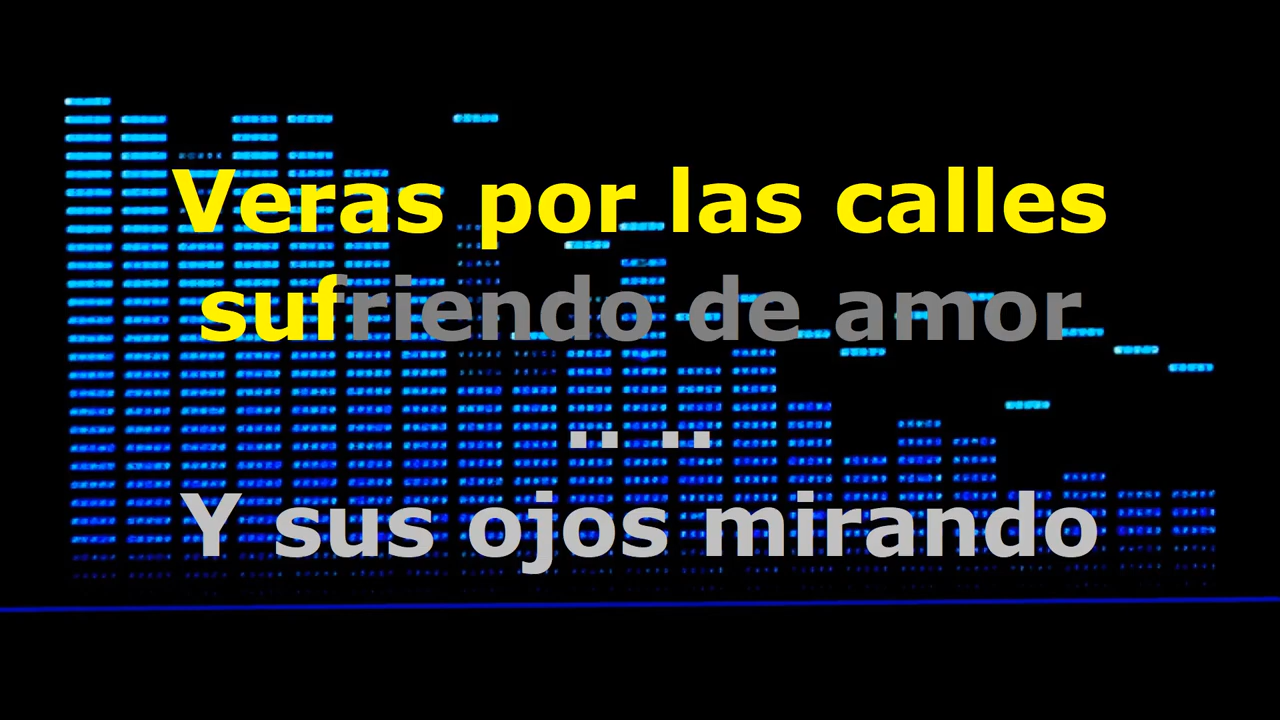 Veras por las calles
sufriendo de amor
.. ..
Y sus ojos mirando